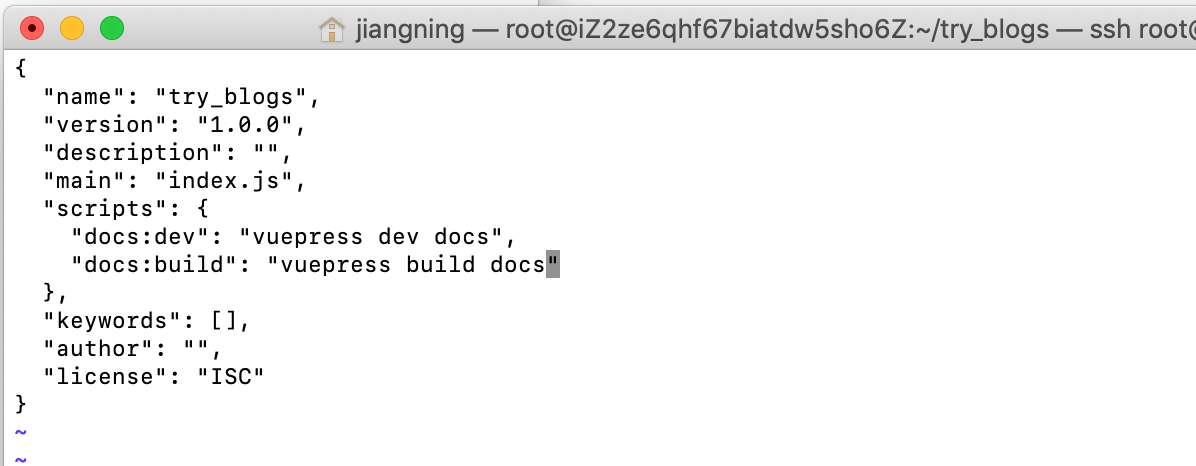 jiangning — root@iZ2ze6qhf67biatdw5sho6Z:~/try_blogs — ssh root@
{
  "name": "try_blogs",
  "version": "1.0.0",
  "description": "",
  "main": "index.js",
  "scripts": {
    "docs:dev": "vuepress dev docs",
    "docs:build": "vuepress build docs"
  },
  "keywords": [],
  "author": "",
  "license": "ISC"
}
~
~